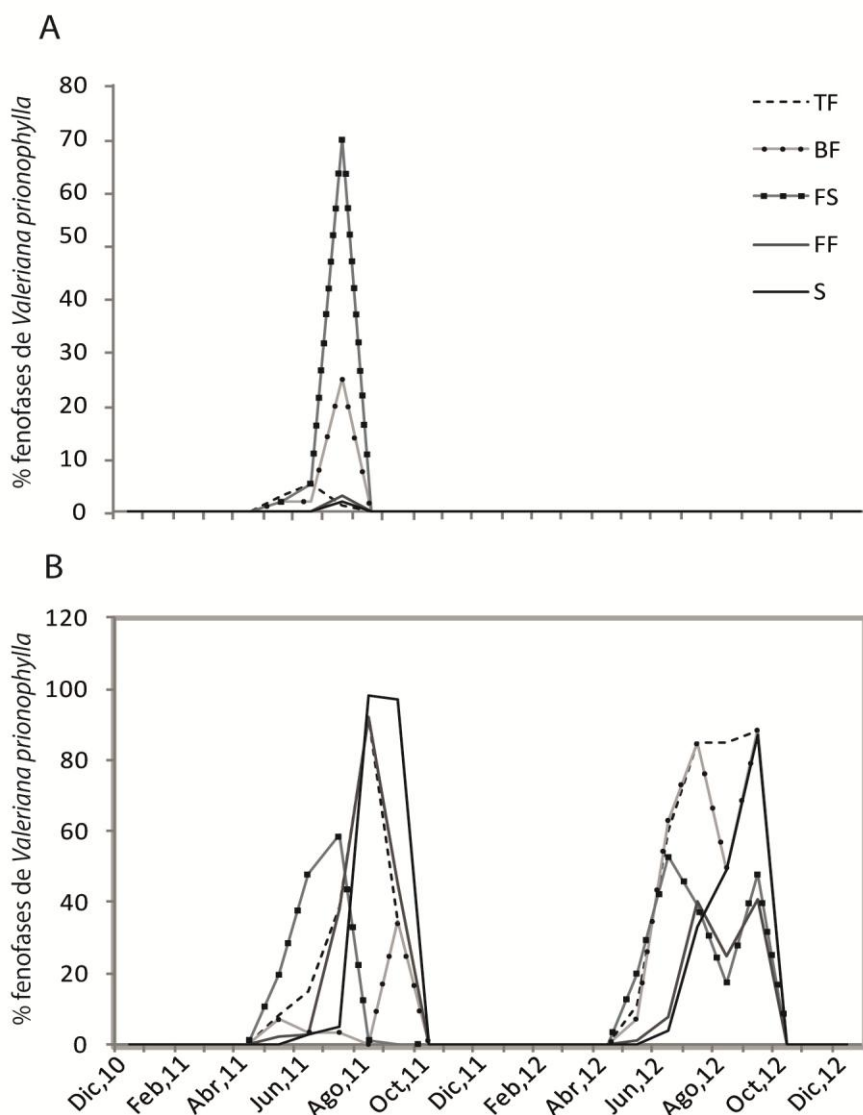 A
% fenofases de Valeriana prionophylla
80
70
60
50
40
30
20
10
0
TF
BF
FS
FF
S
B
% fenofases de Valeriana prionophylla
120
100
80
60
40
20
0
Dic,10
Feb,11
Abr,11
Jun,11
Ago,11
Oct,11
Dic,11
Feb,12
Abr,12
Jun,12
Ago,12
Oct,12
Dic,12